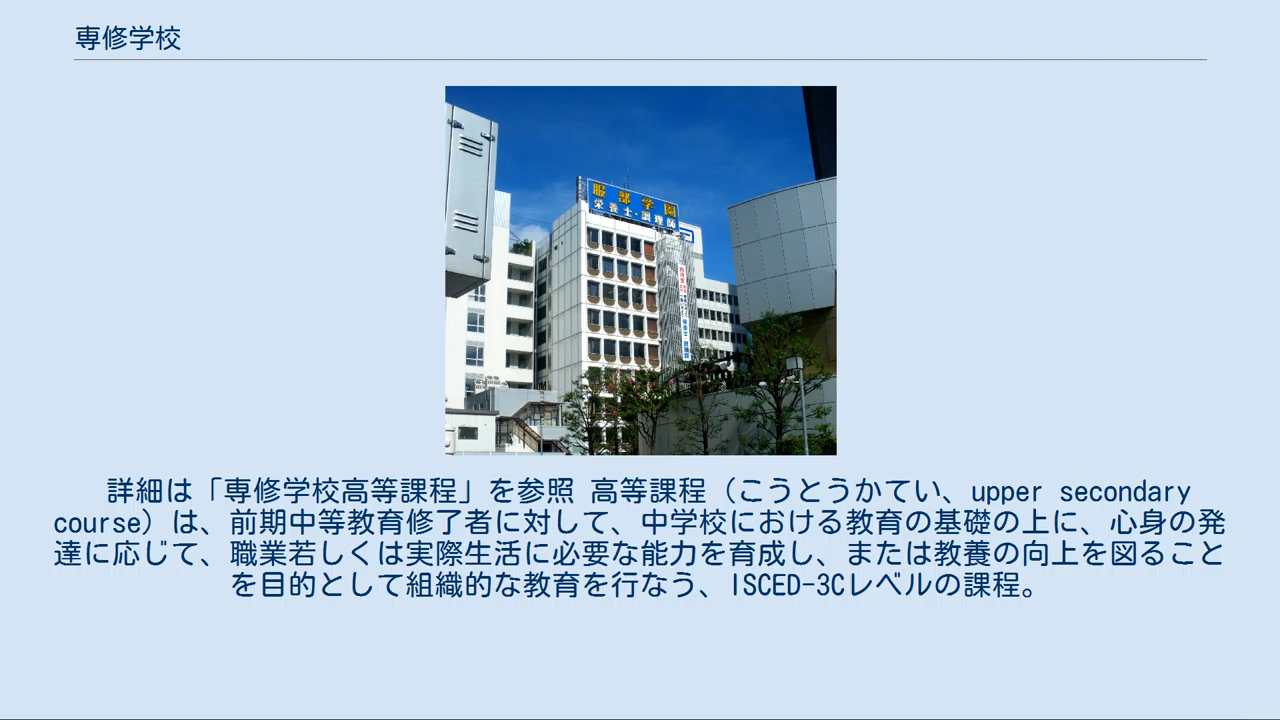 専修学校
服部学園
栄養士・調理師
詳細は「専修学校高等課程」を参照 高等課程（こうとうかてい、upper secondary
course）は、前期中等教育修了者に対して、中学校における教育の基礎の上に、心身の発
達に応じて、職業若しくは実際生活に必要な能力を育成し、または教養の向上を図ること
を目的として組織的な教育を行なう、ISCED-3Cレベルの課程。